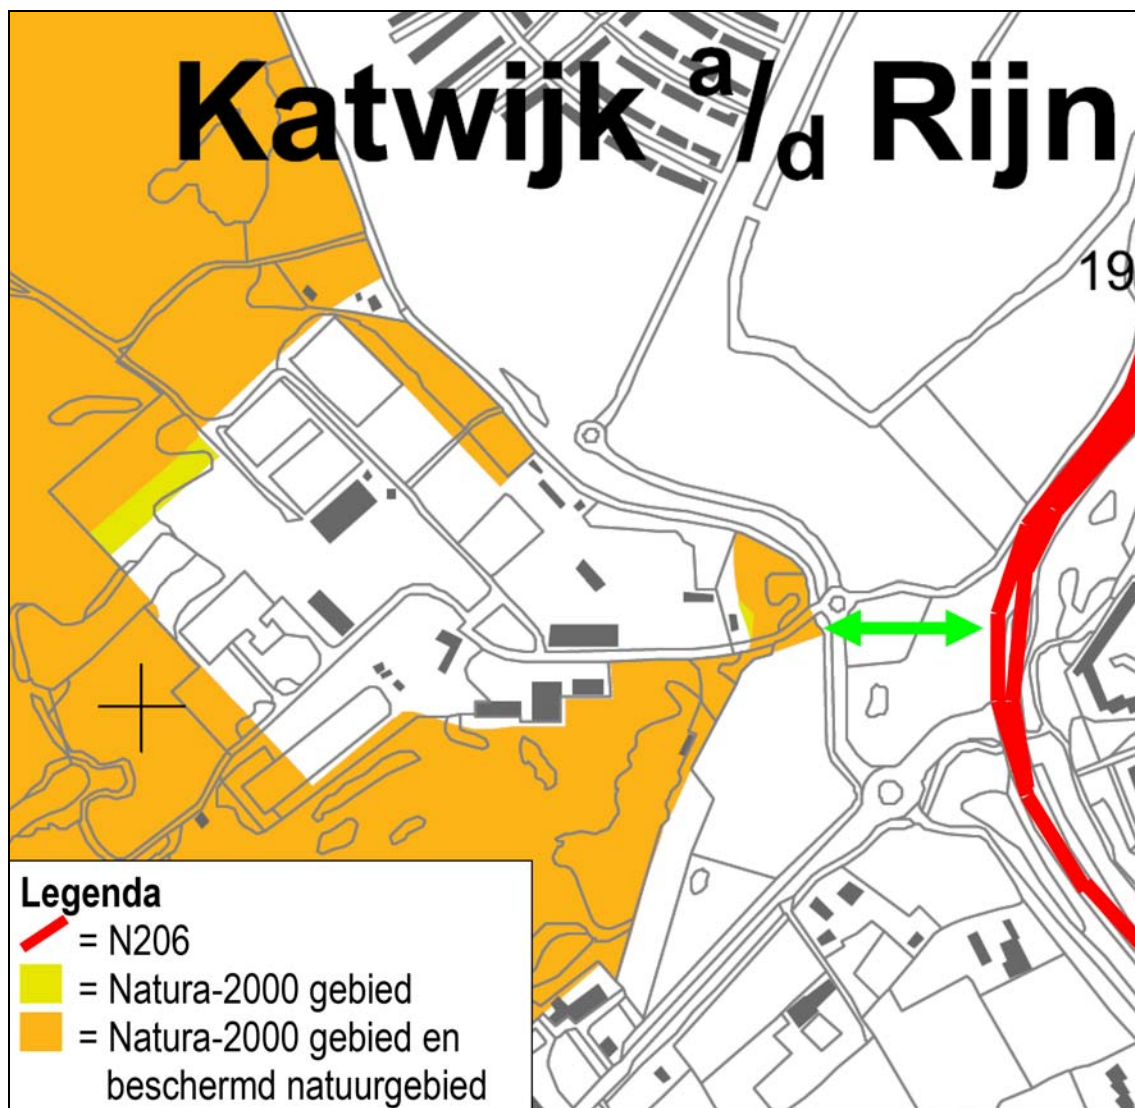 Katwijk a/d Rijn
19
Legenda
= N206
= Natura-2000 gebied
= Natura-2000 gebied en
beschermd natuurgebied